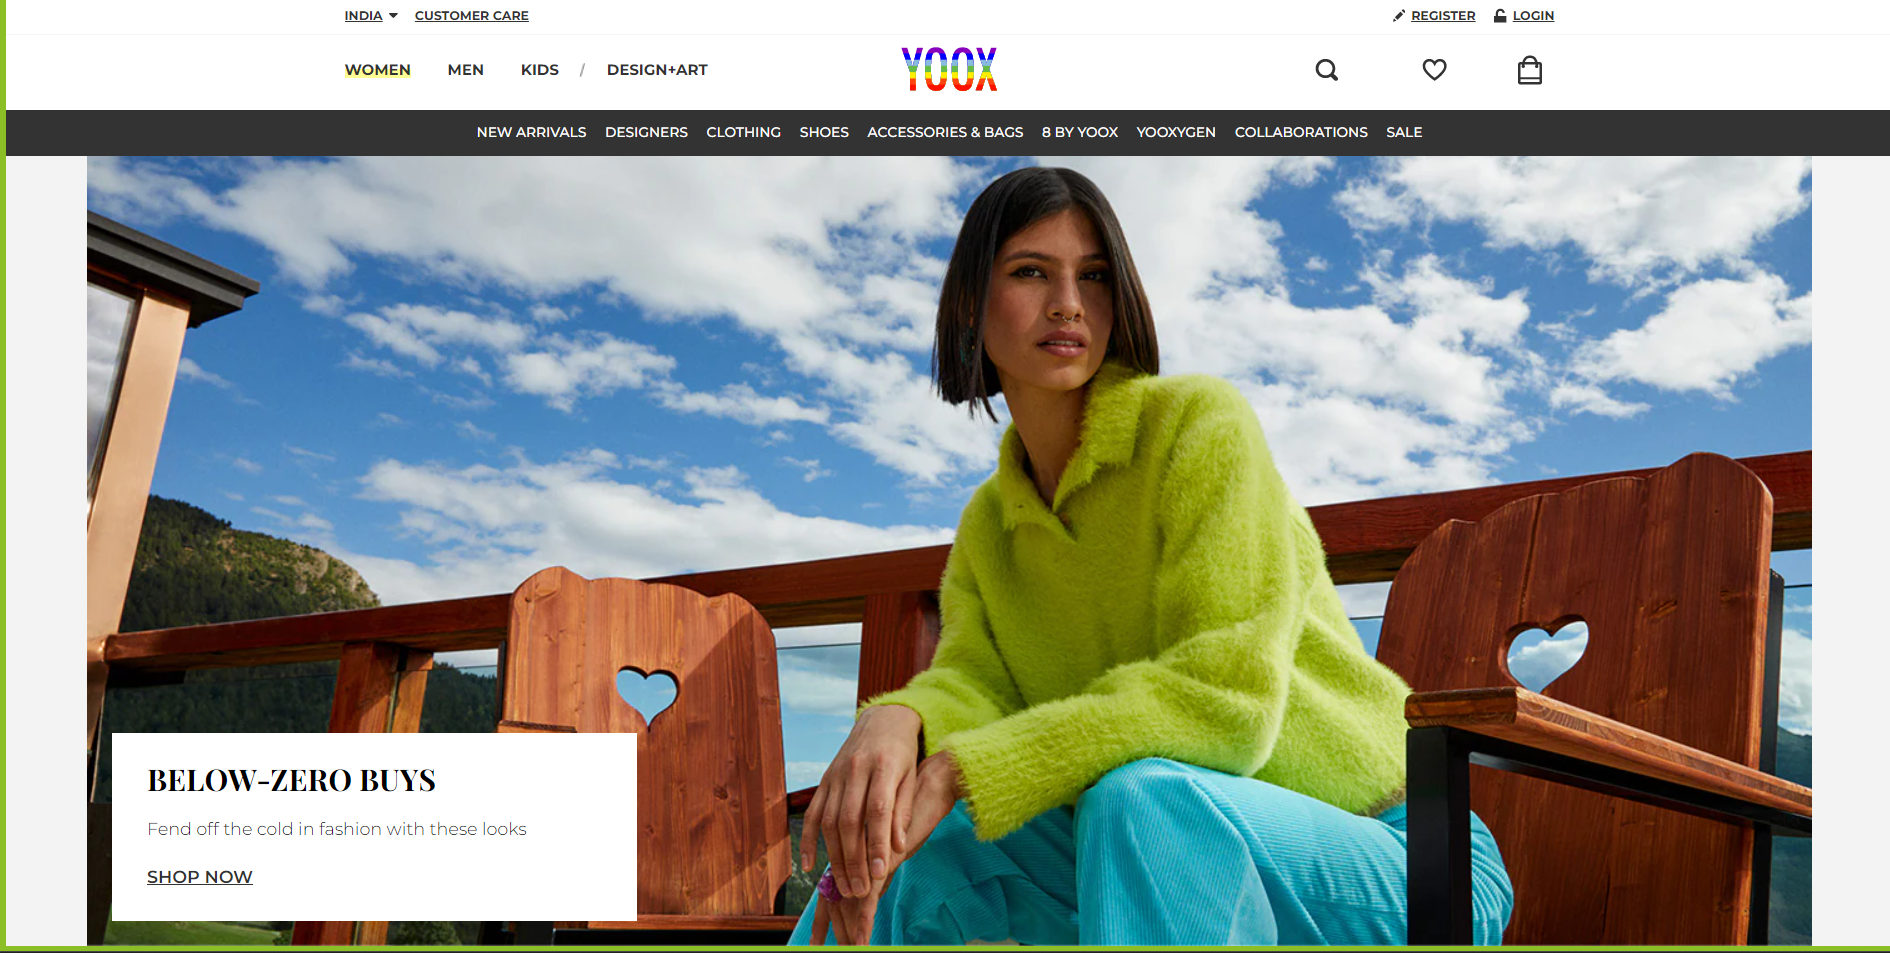 INDIA CUSTOMER CARE REGISTER LOGIN
WOMEN MEN KIDS / DESIGN+ART YOOX
NEW ARRIVALS DESIGNERS CLOTHING SHOES ACCESSORIES & BAGS 8 BY YOOX YOOXYGEN COLLABORATIONS SALE
BELOW-ZERO BUYS
Fend off the cold in fashion with these looks
SHOP NOW